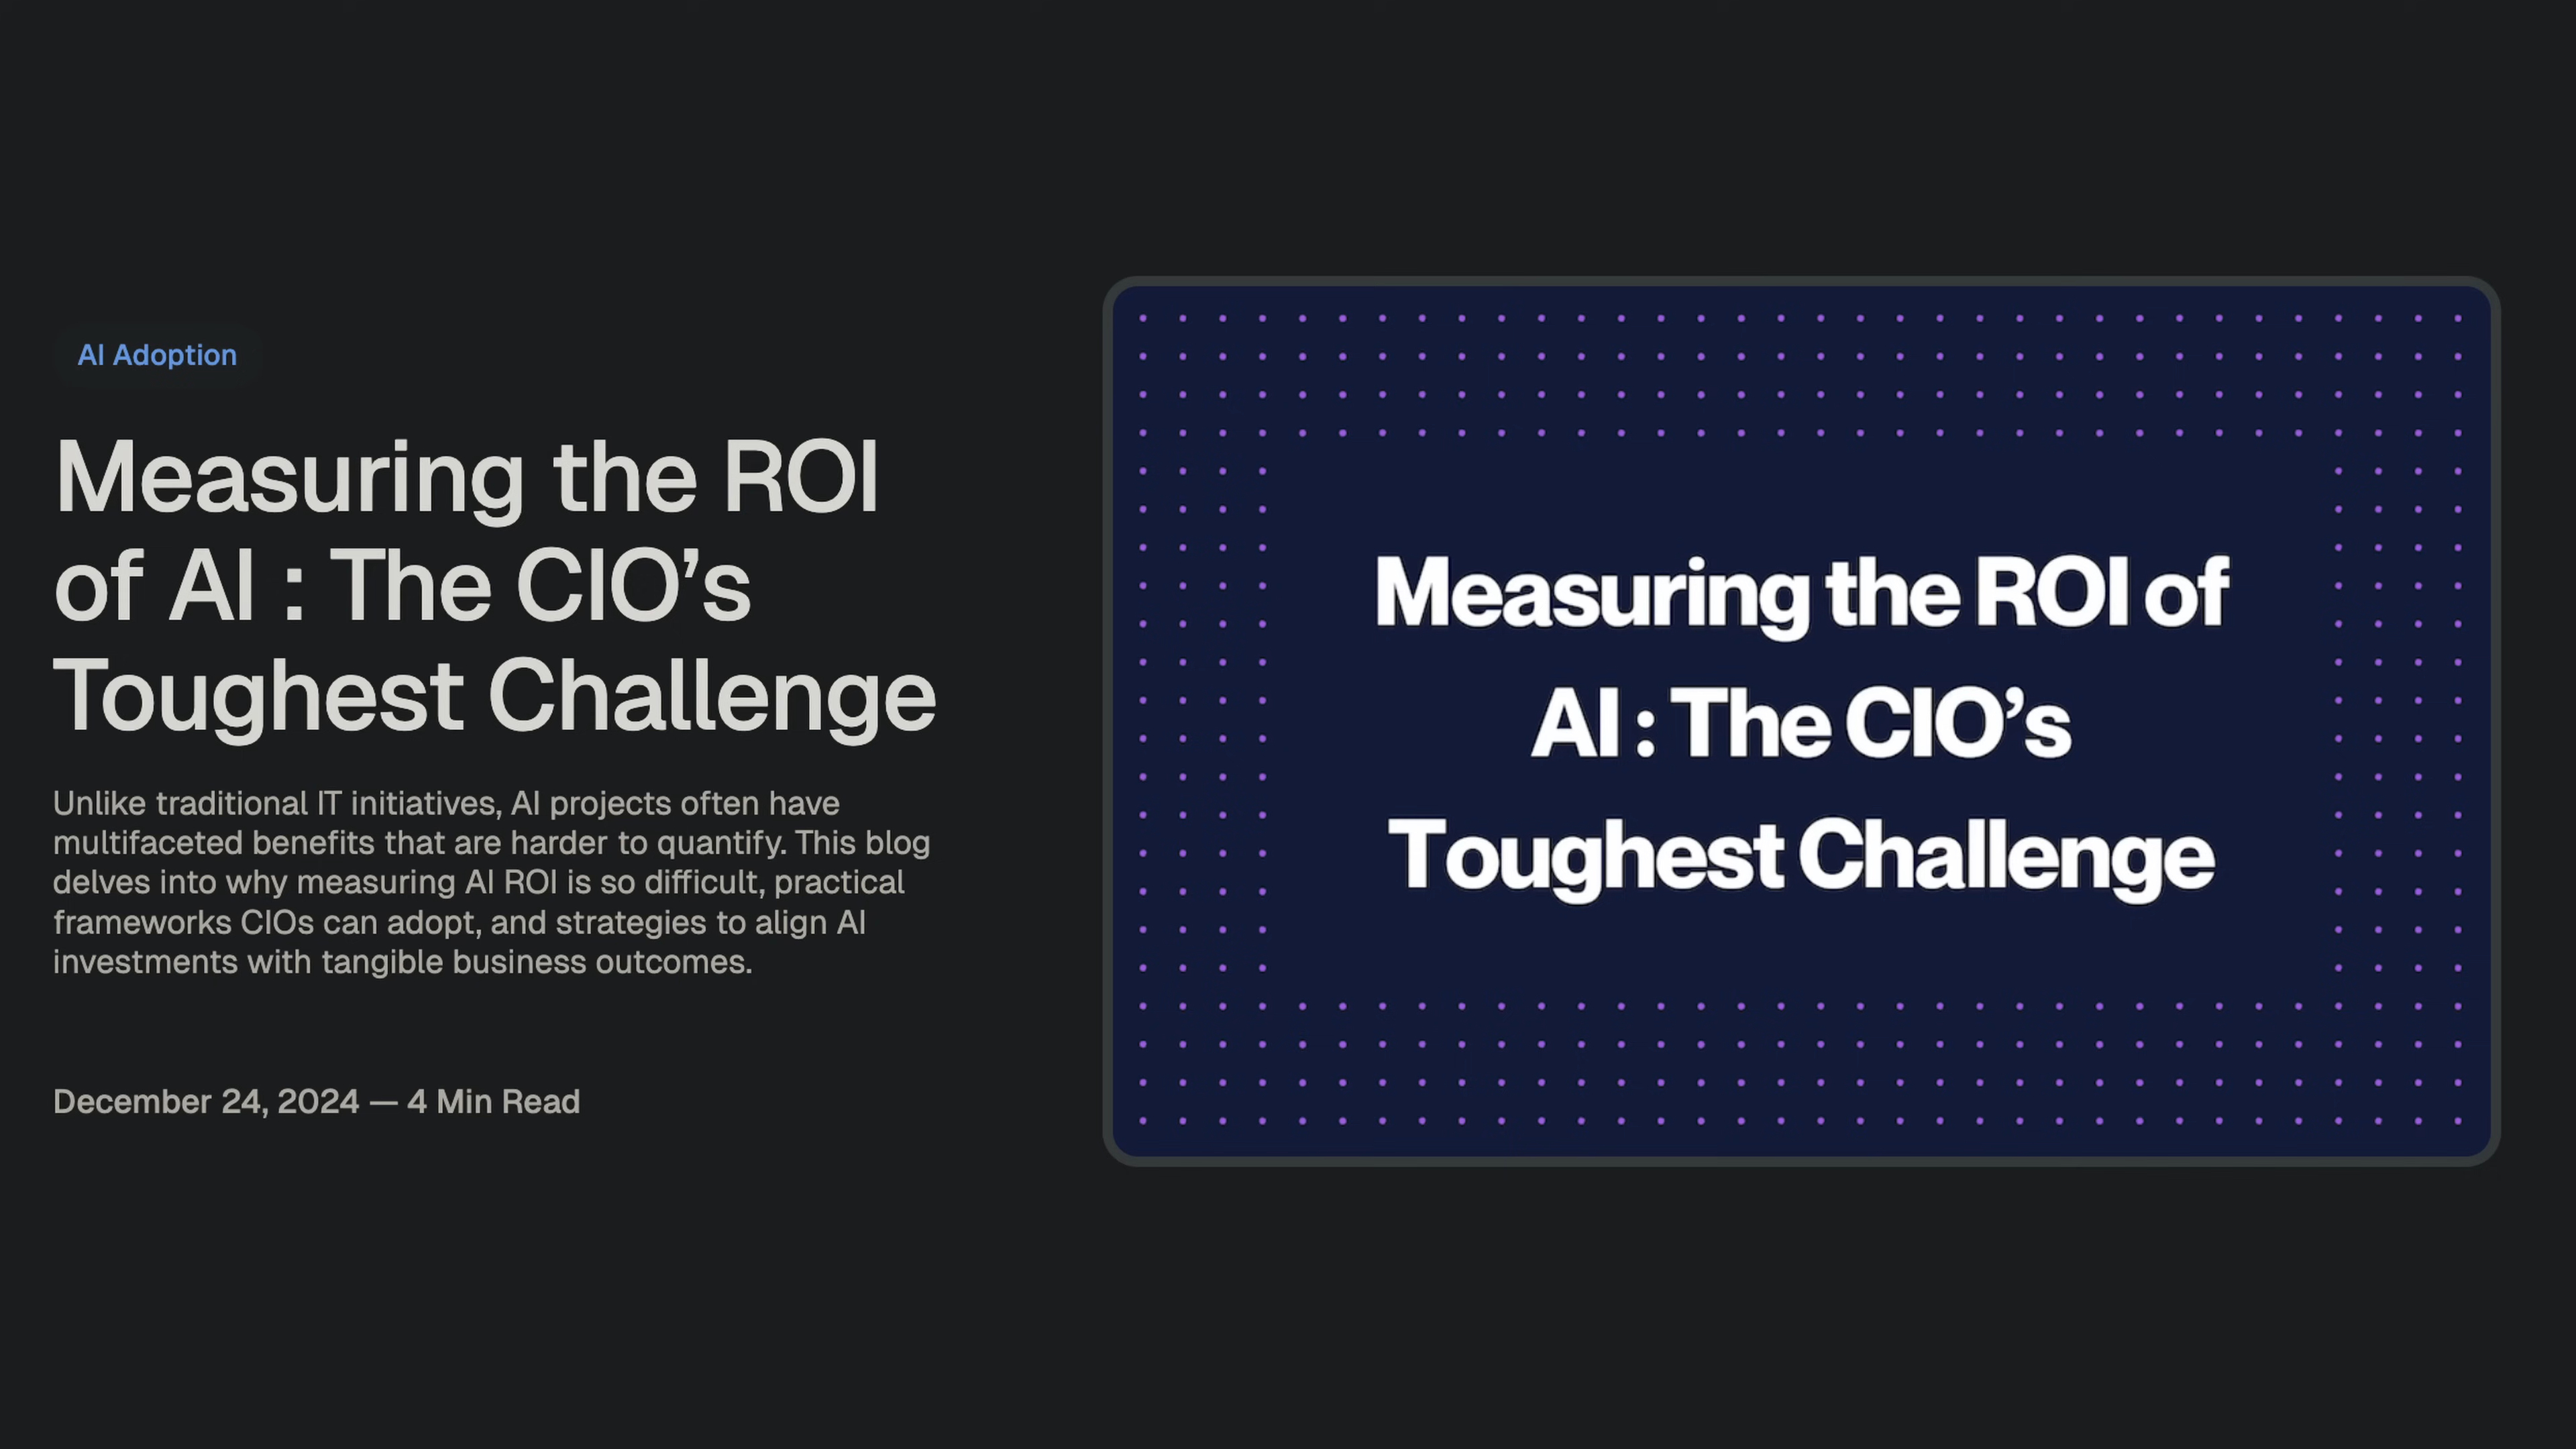 AI Adoption
Measuring the ROI
of AI : The CIO’s
Toughest Challenge
Unlike traditional IT initiatives, AI projects often have
multifaceted benefits that are harder to quantify. This blog
delves into why measuring AI ROI is so difficult, practical
frameworks CIOs can adopt, and strategies to align AI
investments with tangible business outcomes.
December 24, 2024 — 4 Min Read
Measuring the ROI of
AI : The CIO’s
Toughest Challenge